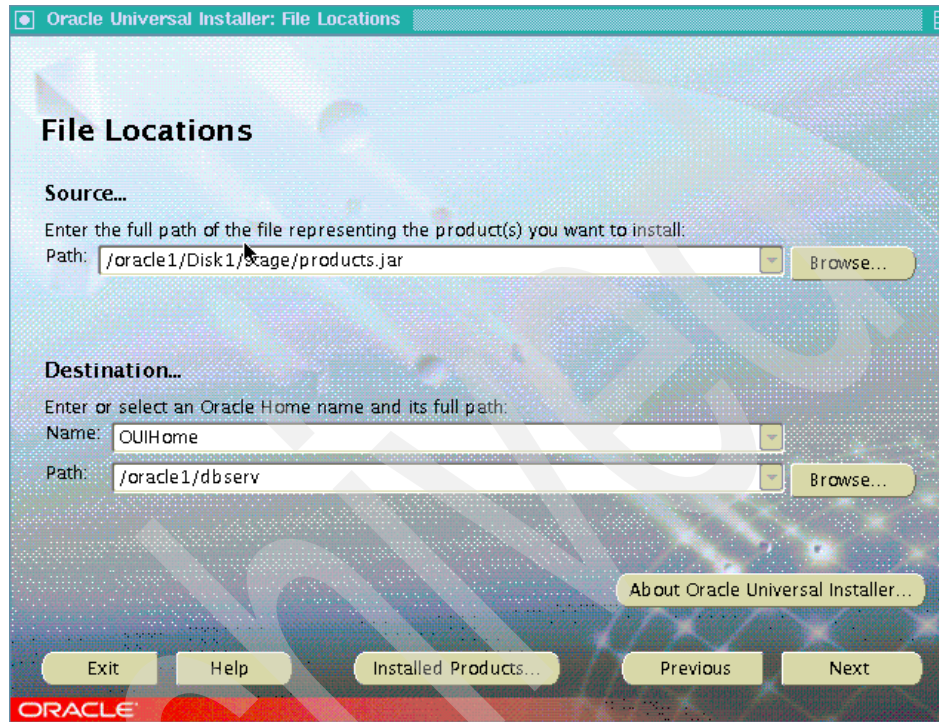 Oracle Universal Installer: File Locations
File Locations
Source...
Enter the full path of the file representing the product(s) you want to install:
Path: /oracle1/Disk1/stage/products.jar Browse...
Destination...
Enter or select an Oracle Home name and its full path:
Name: OUIHome
Path: /oracle1/dbserv Browse...
About Oracle Universal Installer...
Exit Help Installed Products... Previous Next
ORACLE